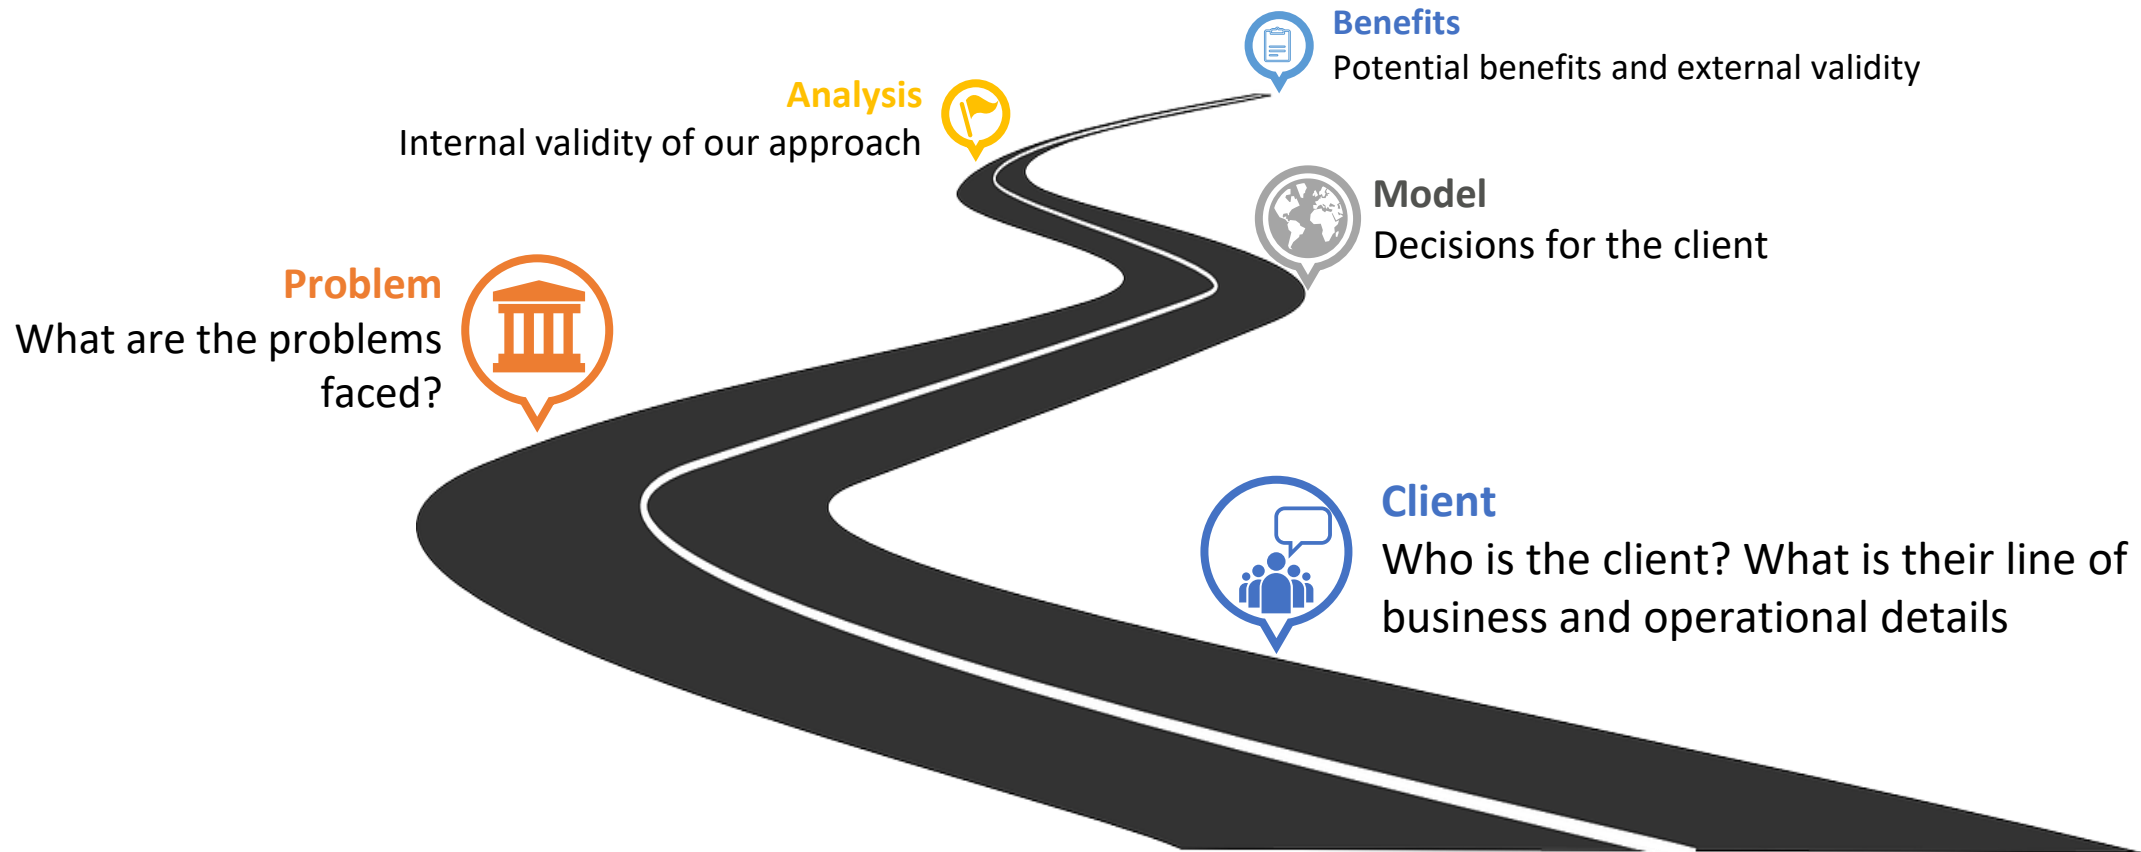 Benefits
Potential benefits and external validity
Analysis
Internal validity of our approach
Model
Decisions for the client
Problem
What are the problems
faced?
Client
Who is the client? What is their line of
business and operational details